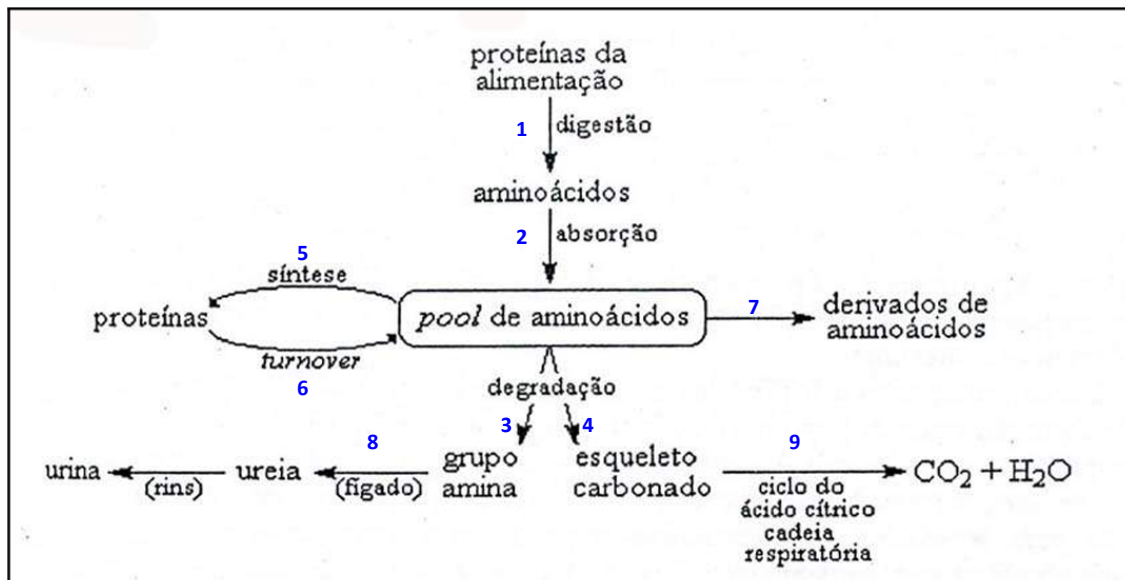 proteínas da
alimentação
1 digestão
aminoácidos
2 absorção
5
síntese
proteínas
pool de aminoácidos
7
derivados de
aminoácidos
turnover
6
degradação
3 4
8
9
urina
(rins)
ureia
(fígado)
grupo
amina
esqueleto
carbonado
ciclo do
ácido cítrico
cadeia
respiratória
CO₂ + H₂O